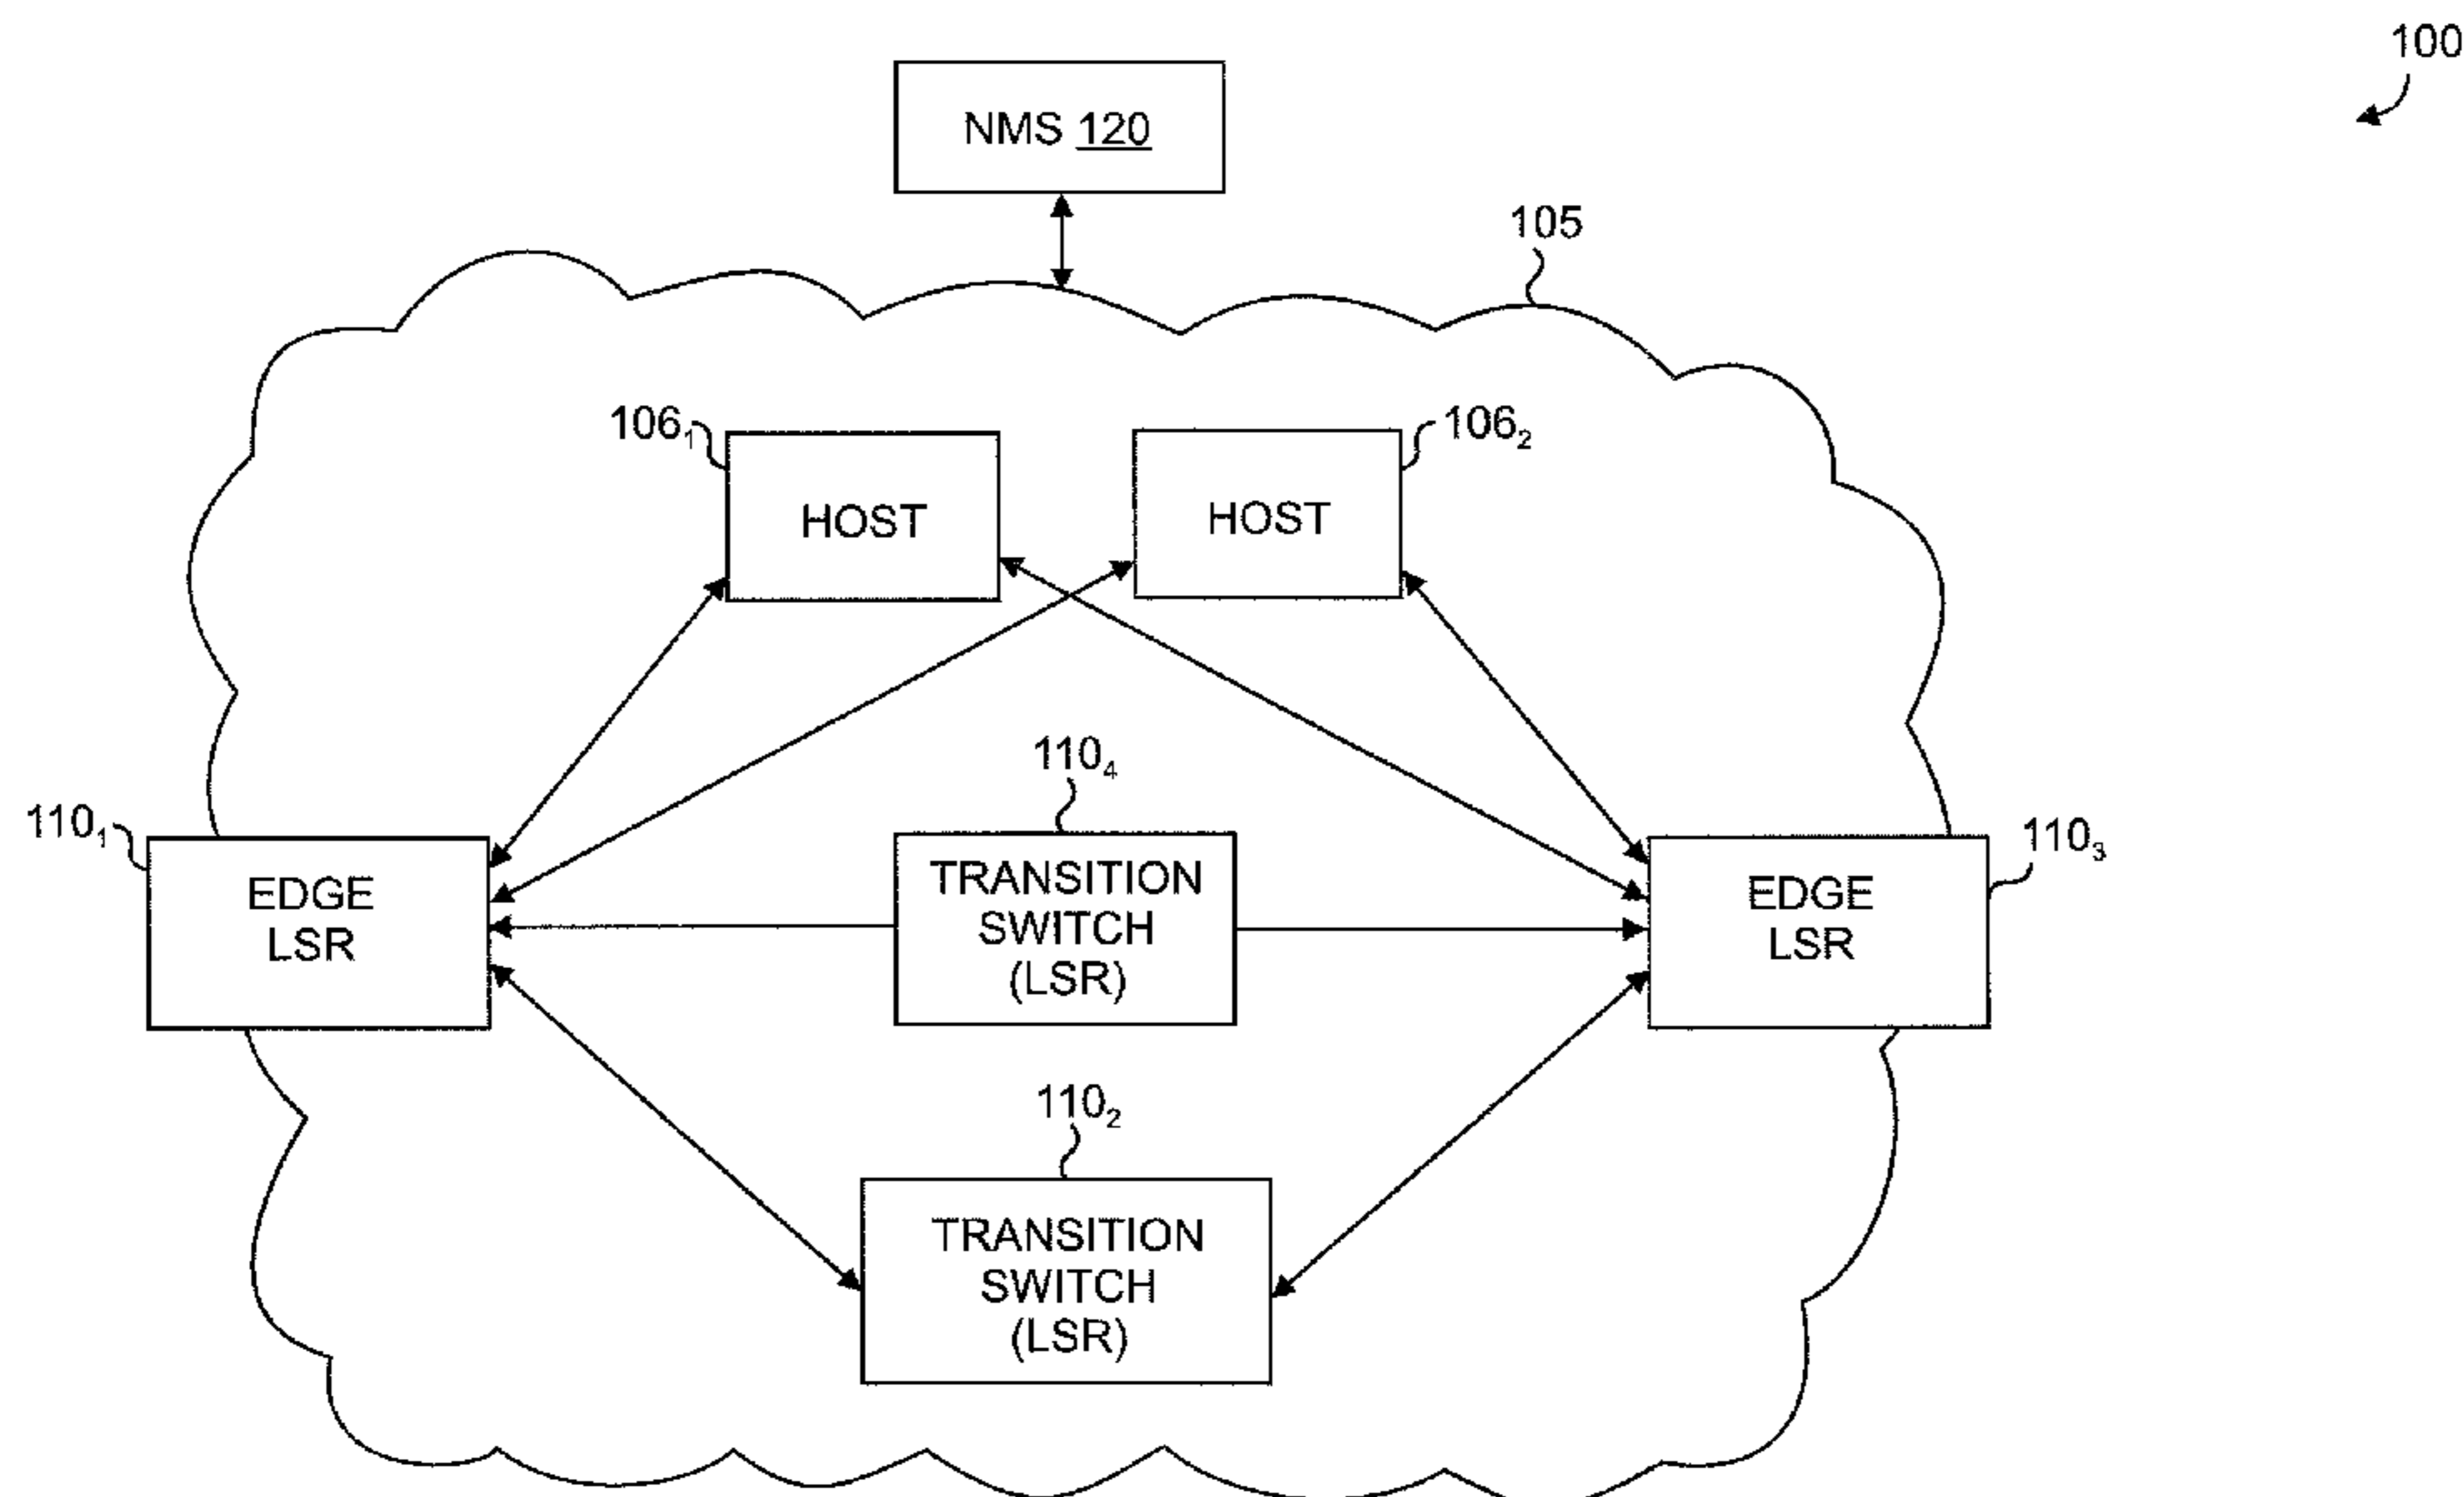 100
NMS 120
105
106₁
106₂
HOST
HOST
110₄
110₁
110₃
EDGE
LSR
TRANSITION
SWITCH
(LSR)
EDGE
LSR
110₂
TRANSITION
SWITCH
(LSR)